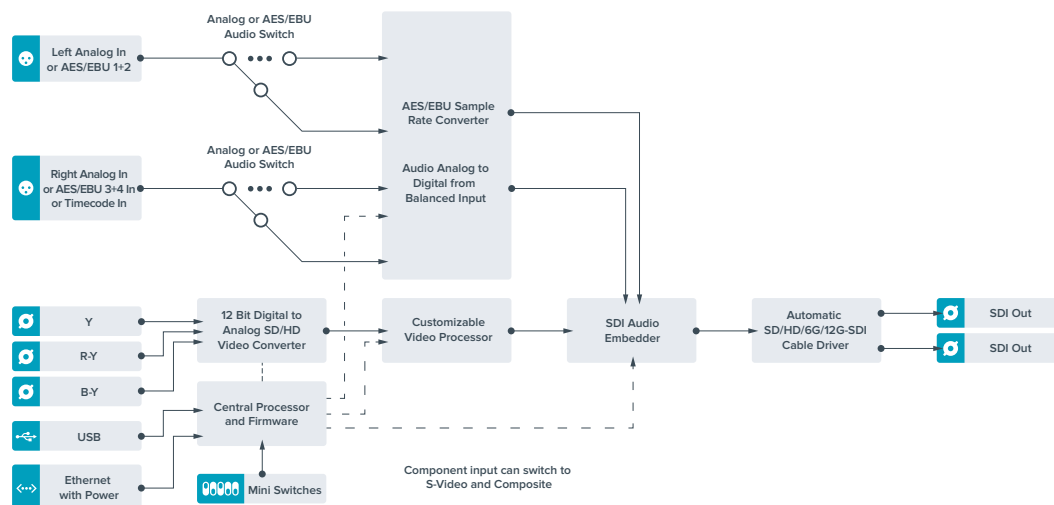 Analog or AES/EBU
Audio Switch
Left Analog In
or AES/EBU 1+2
AES/EBU Sample
Rate Converter
Analog or AES/EBU
Audio Switch
Right Analog In
or AES/EBU 3+4 In
or Timecode In
Audio Analog to
Digital from
Balanced Input
Y
R-Y
B-Y
USB
Ethernet
with Power
12 Bit Digital to
Analog SD/HD
Video Converter
Central Processor
and Firmware
Mini Switches
Customizable
Video Processor
SDI Audio
Embedder
Automatic
SD/HD/6G/12G-SDI
Cable Driver
SDI Out
SDI Out
Component input can switch to
S-Video and Composite